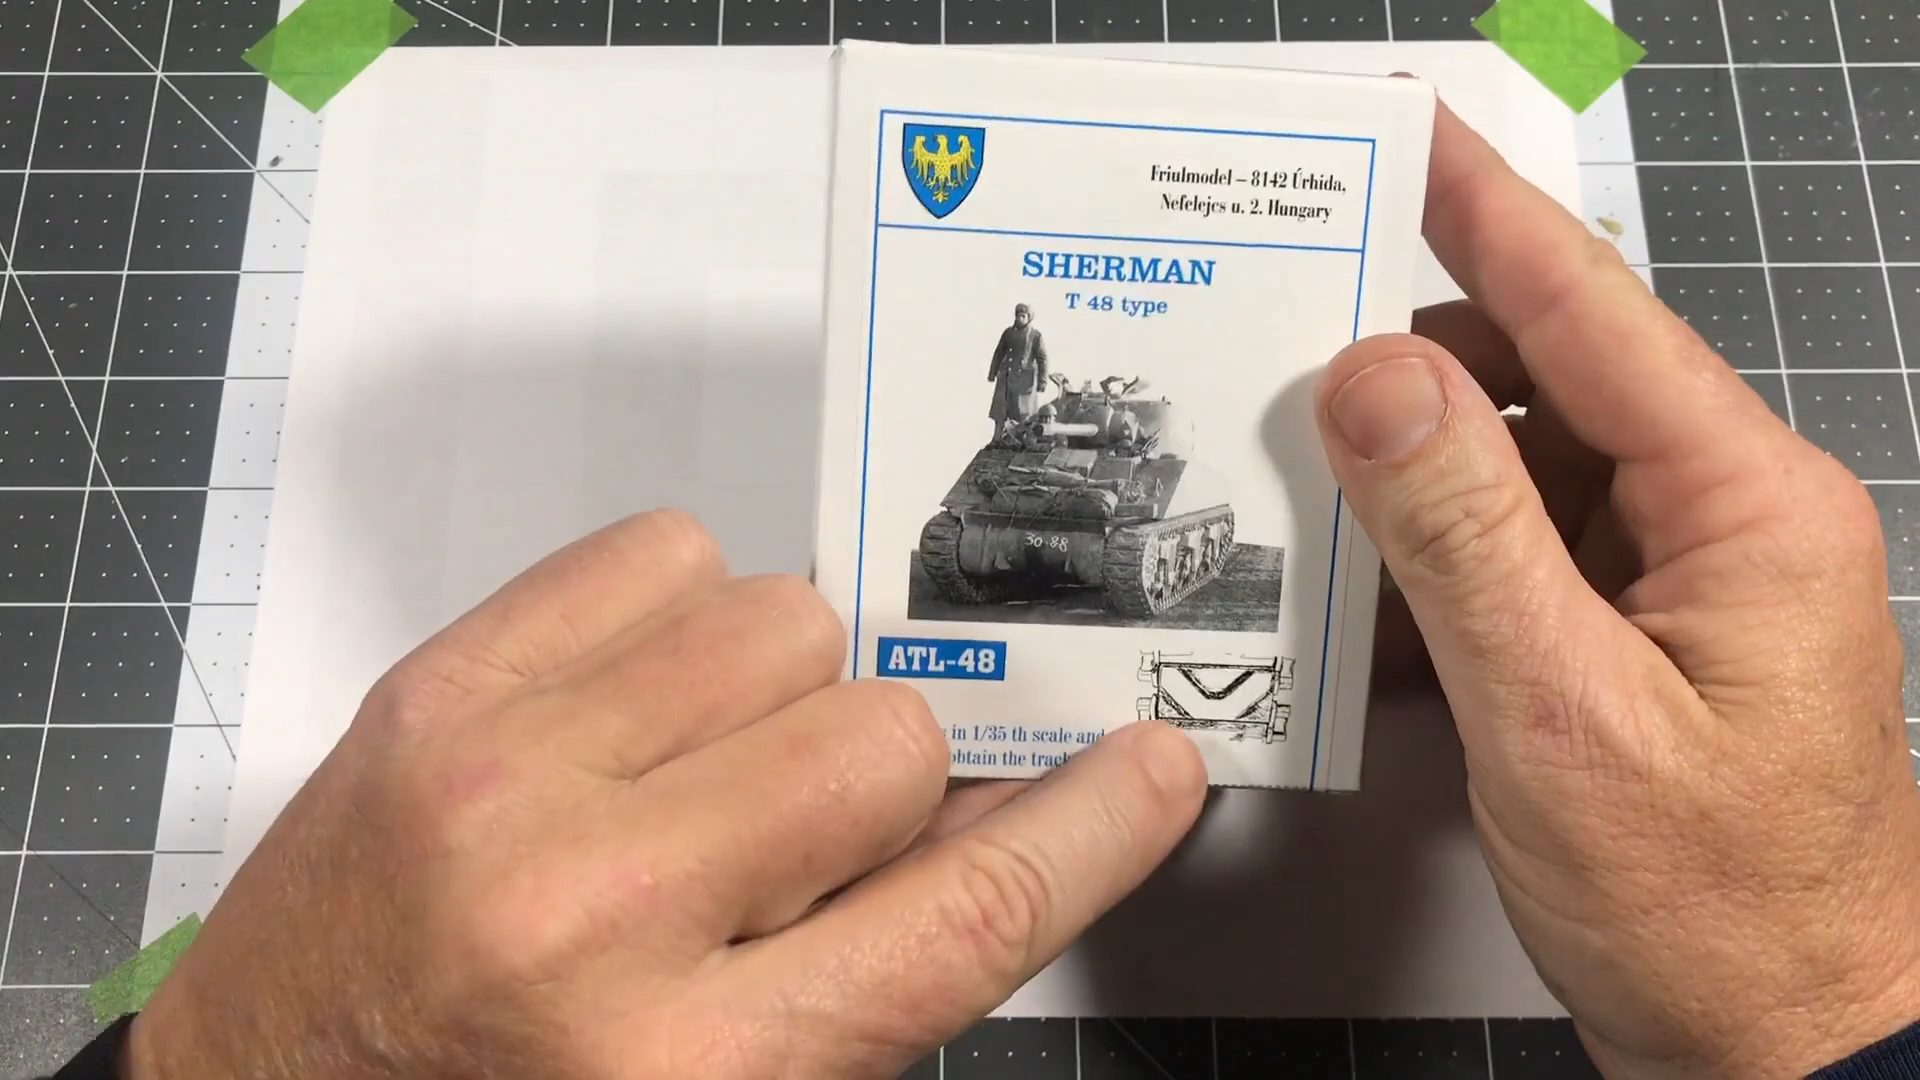 Friulmodel – 8142 Úrhida,
Nefelejcs u. 2. Hungary
SHERMAN
T 48 type
30-88
ATL-48
in 1/35 th scale and
obtain the track